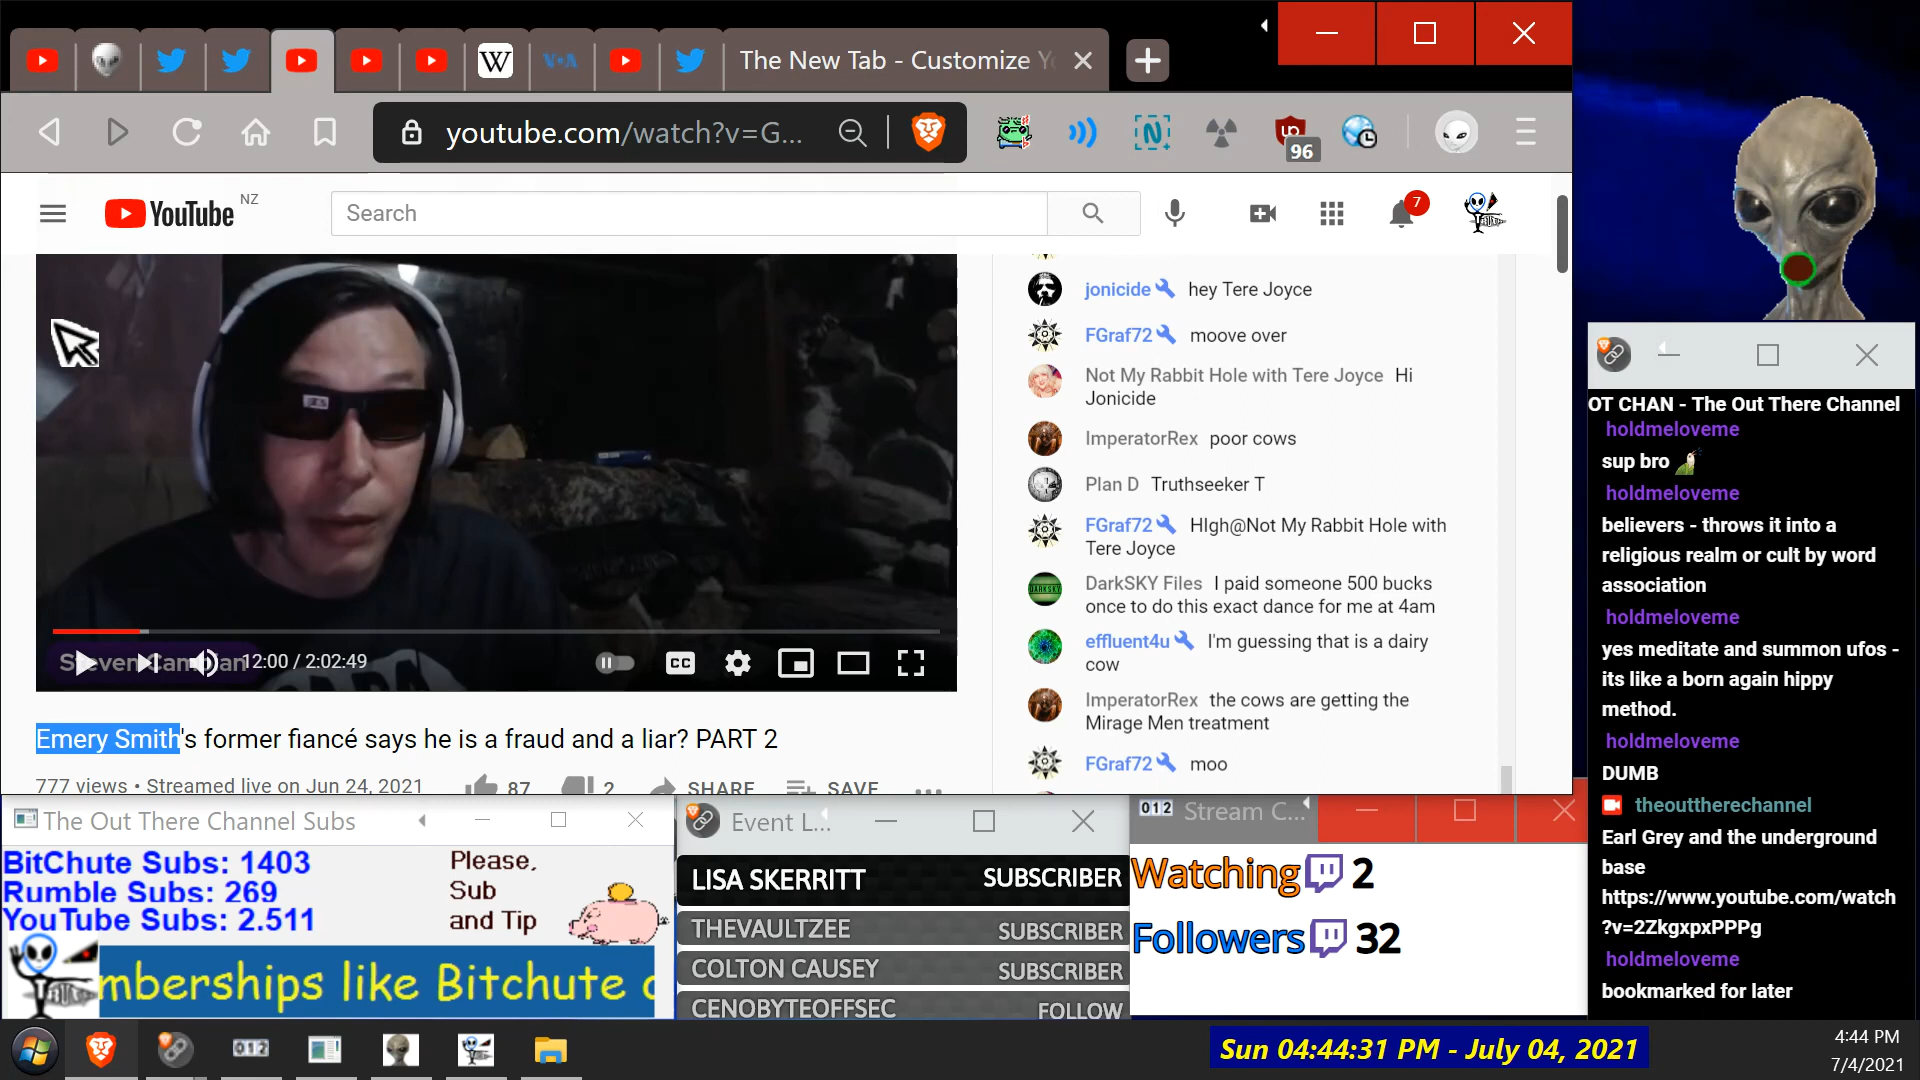 The New Tab - Customize Yo
youtube.com/watch?v=G...
96
YouTube NZ
Search
7
jonicide hey Tere Joyce
FGraf72 moove over
Not My Rabbit Hole with Tere Joyce Hi
Jonicide
ImperatorRex poor cows
Plan D Truthseeker T
FGraf72 HIgh@Not My Rabbit Hole with
Tere Joyce
DarkSKY Files I paid someone 500 bucks
once to do this exact dance for me at 4am
effluent4u I'm guessing that is a dairy
cow
ImperatorRex the cows are getting the
Mirage Men treatment
FGraf72 moo
12:00 / 2:02:49
CC
Emery Smith's former fiancé says he is a fraud and a liar? PART 2
777 views • Streamed live on Jun 24, 2021
87
2
SHARE
SAVE
OT CHAN - The Out There Channel
holdmeloveme
sup bro
holdmeloveme
believers - throws it into a
religious realm or cult by word
association
holdmeloveme
yes meditate and summon ufos -
its like a born again hippy
method.
holdmeloveme
DUMB
theouttherechannel
Earl Grey and the underground
base
https://www.youtube.com/watch
?v=2ZkgxpxPPPg
holdmeloveme
bookmarked for later
The Out There Channel Subs
BitChute Subs: 1403
Rumble Subs: 269
YouTube Subs: 2.511
Please,
Sub
and Tip
mberships like Bitchute
Event L...
LISA SKERRITT SUBSCRIBER
THEVAULTZEE SUBSCRIBER
COLTON CAUSEY SUBSCRIBER
CENOBYTEOFFSEC FOLLOW
012 Stream C...
Watching 2
Followers 32
012
Sun 04:44:31 PM - July 04, 2021
4:44 PM
7/4/2021